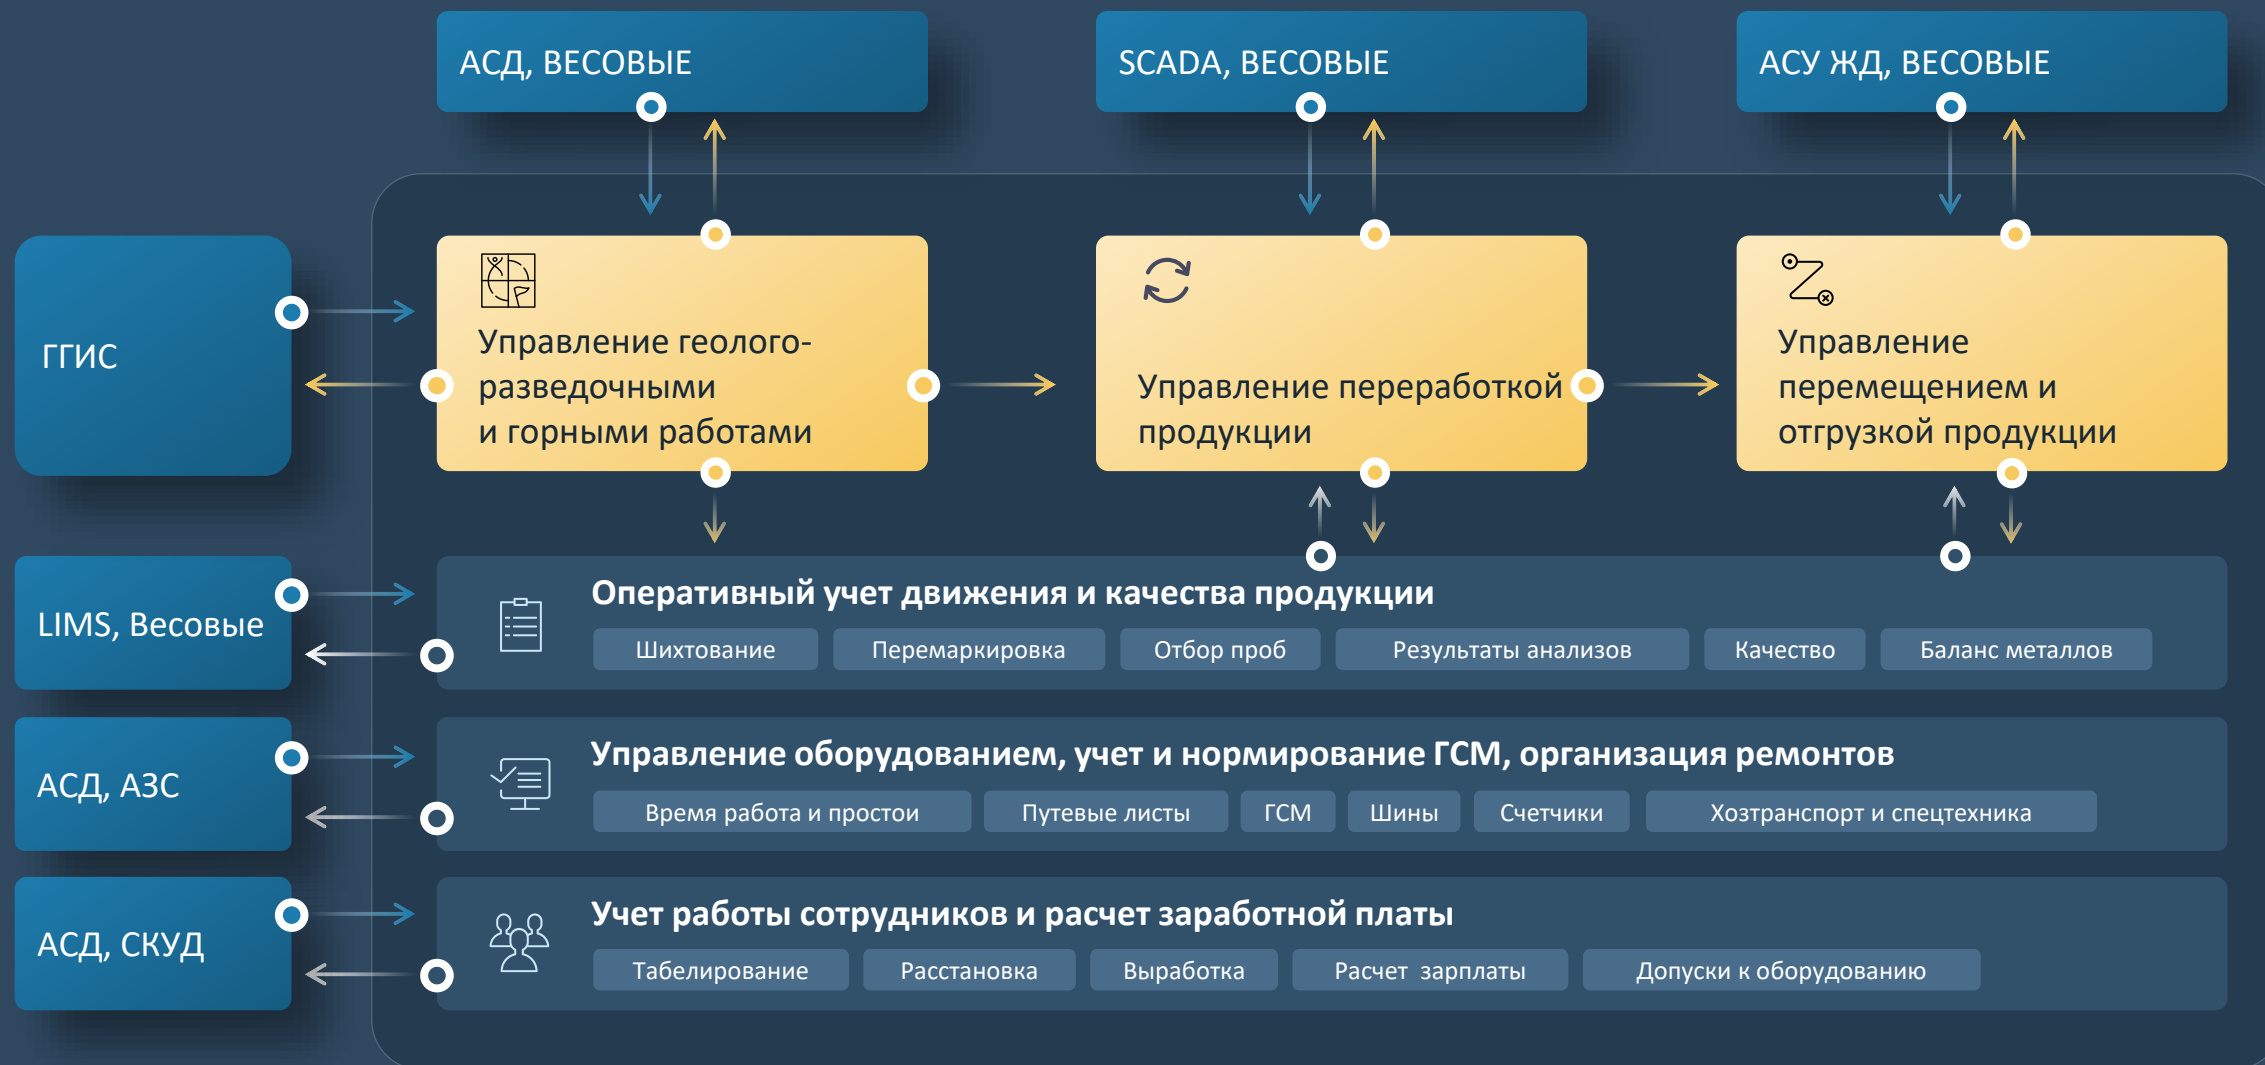 АСД, ВЕСОВЫЕ
SCADA, ВЕСОВЫЕ
АСУ ЖД, ВЕСОВЫЕ
ГГИС
Управление геолого-
разведочными
и горными работами
Управление переработкой
продукции
Управление
перемещением и
отгрузкой продукции
LIMS, Весовые
Оперативный учет движения и качества продукции
Шихтование
Перемаркировка
Отбор проб
Результаты анализов
Качество
Баланс металлов
АСД, АЗС
Управление оборудованием, учет и нормирование ГСМ, организация ремонтов
Время работа и простои
Путевые листы
ГСМ
Шины
Счетчики
Хозтранспорт и спецтехника
АСД, СКУД
Учет работы сотрудников и расчет заработной платы
Табелирование
Расстановка
Выработка
Расчет зарплаты
Допуски к оборудованию